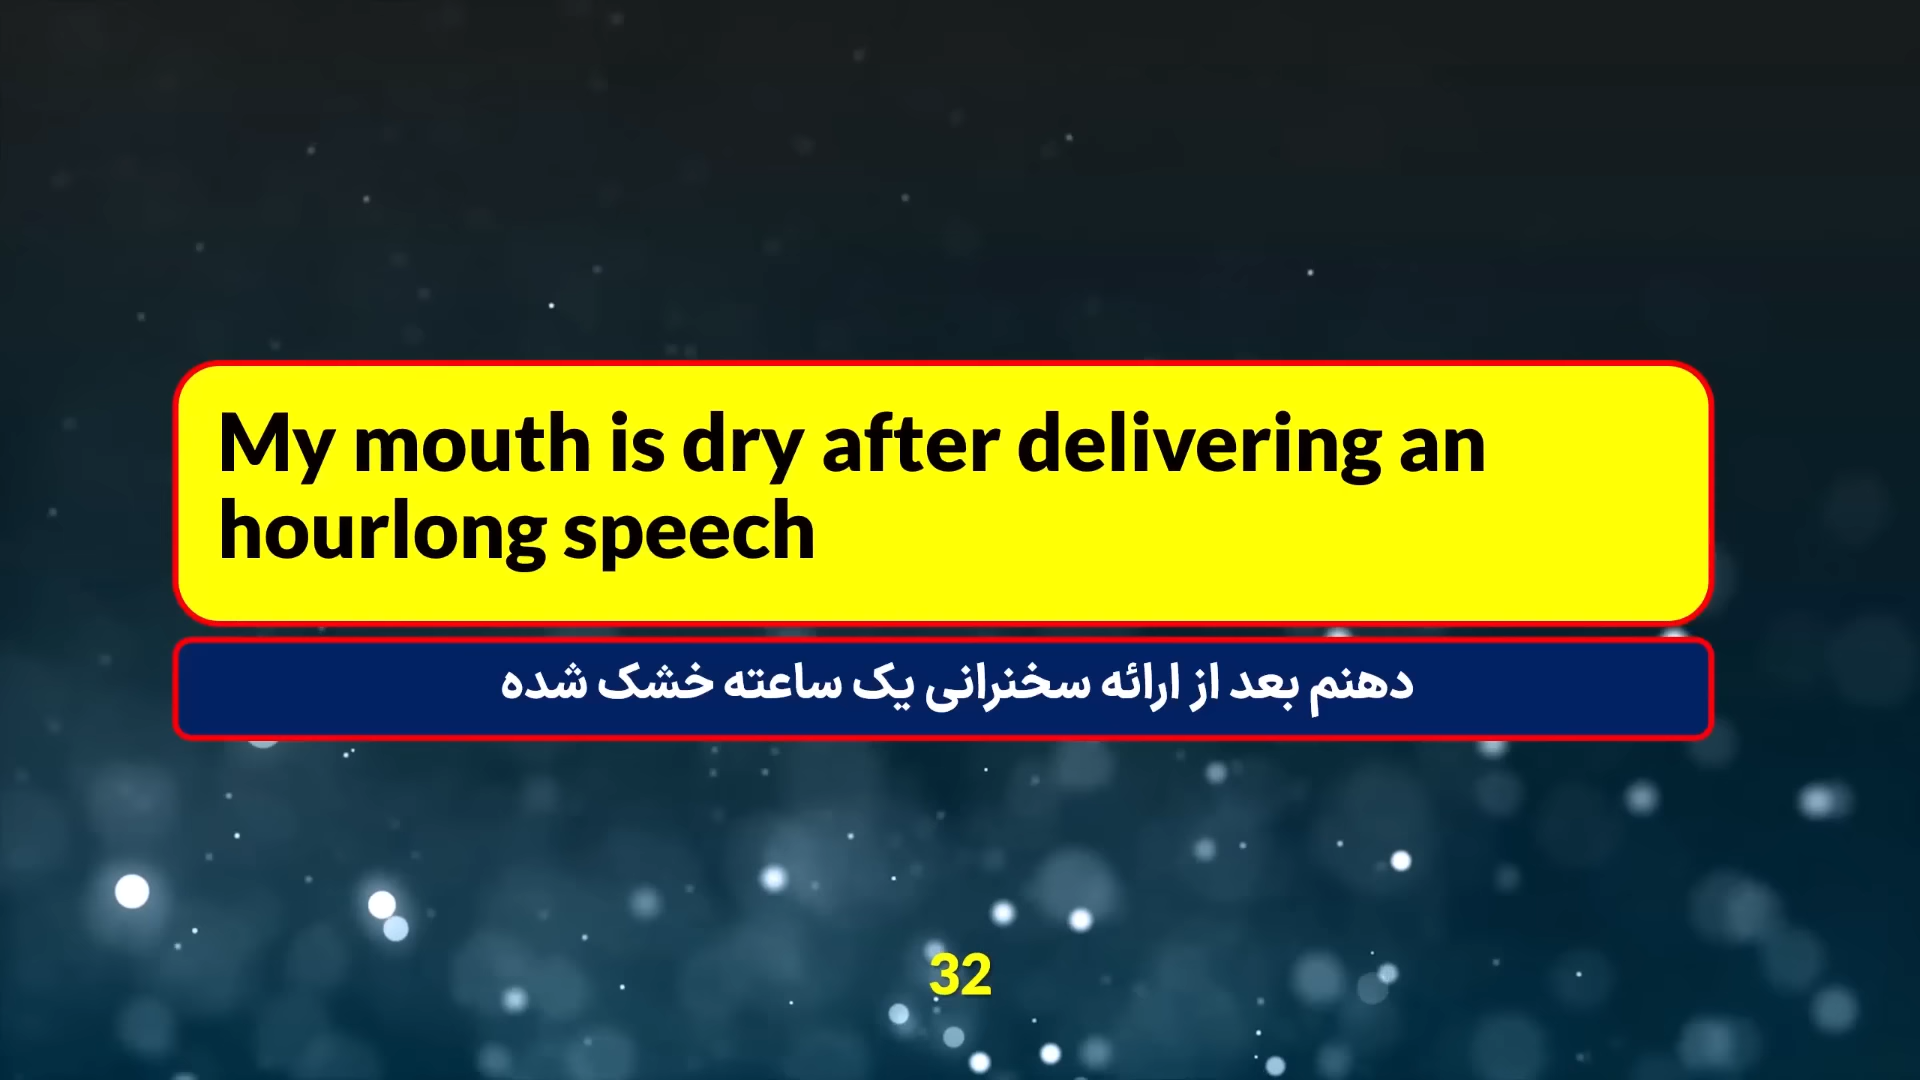 My mouth is dry after delivering an
hourlong speech
دهنم بعد از ارائه سخنرانی یک ساعته خشک شده
32